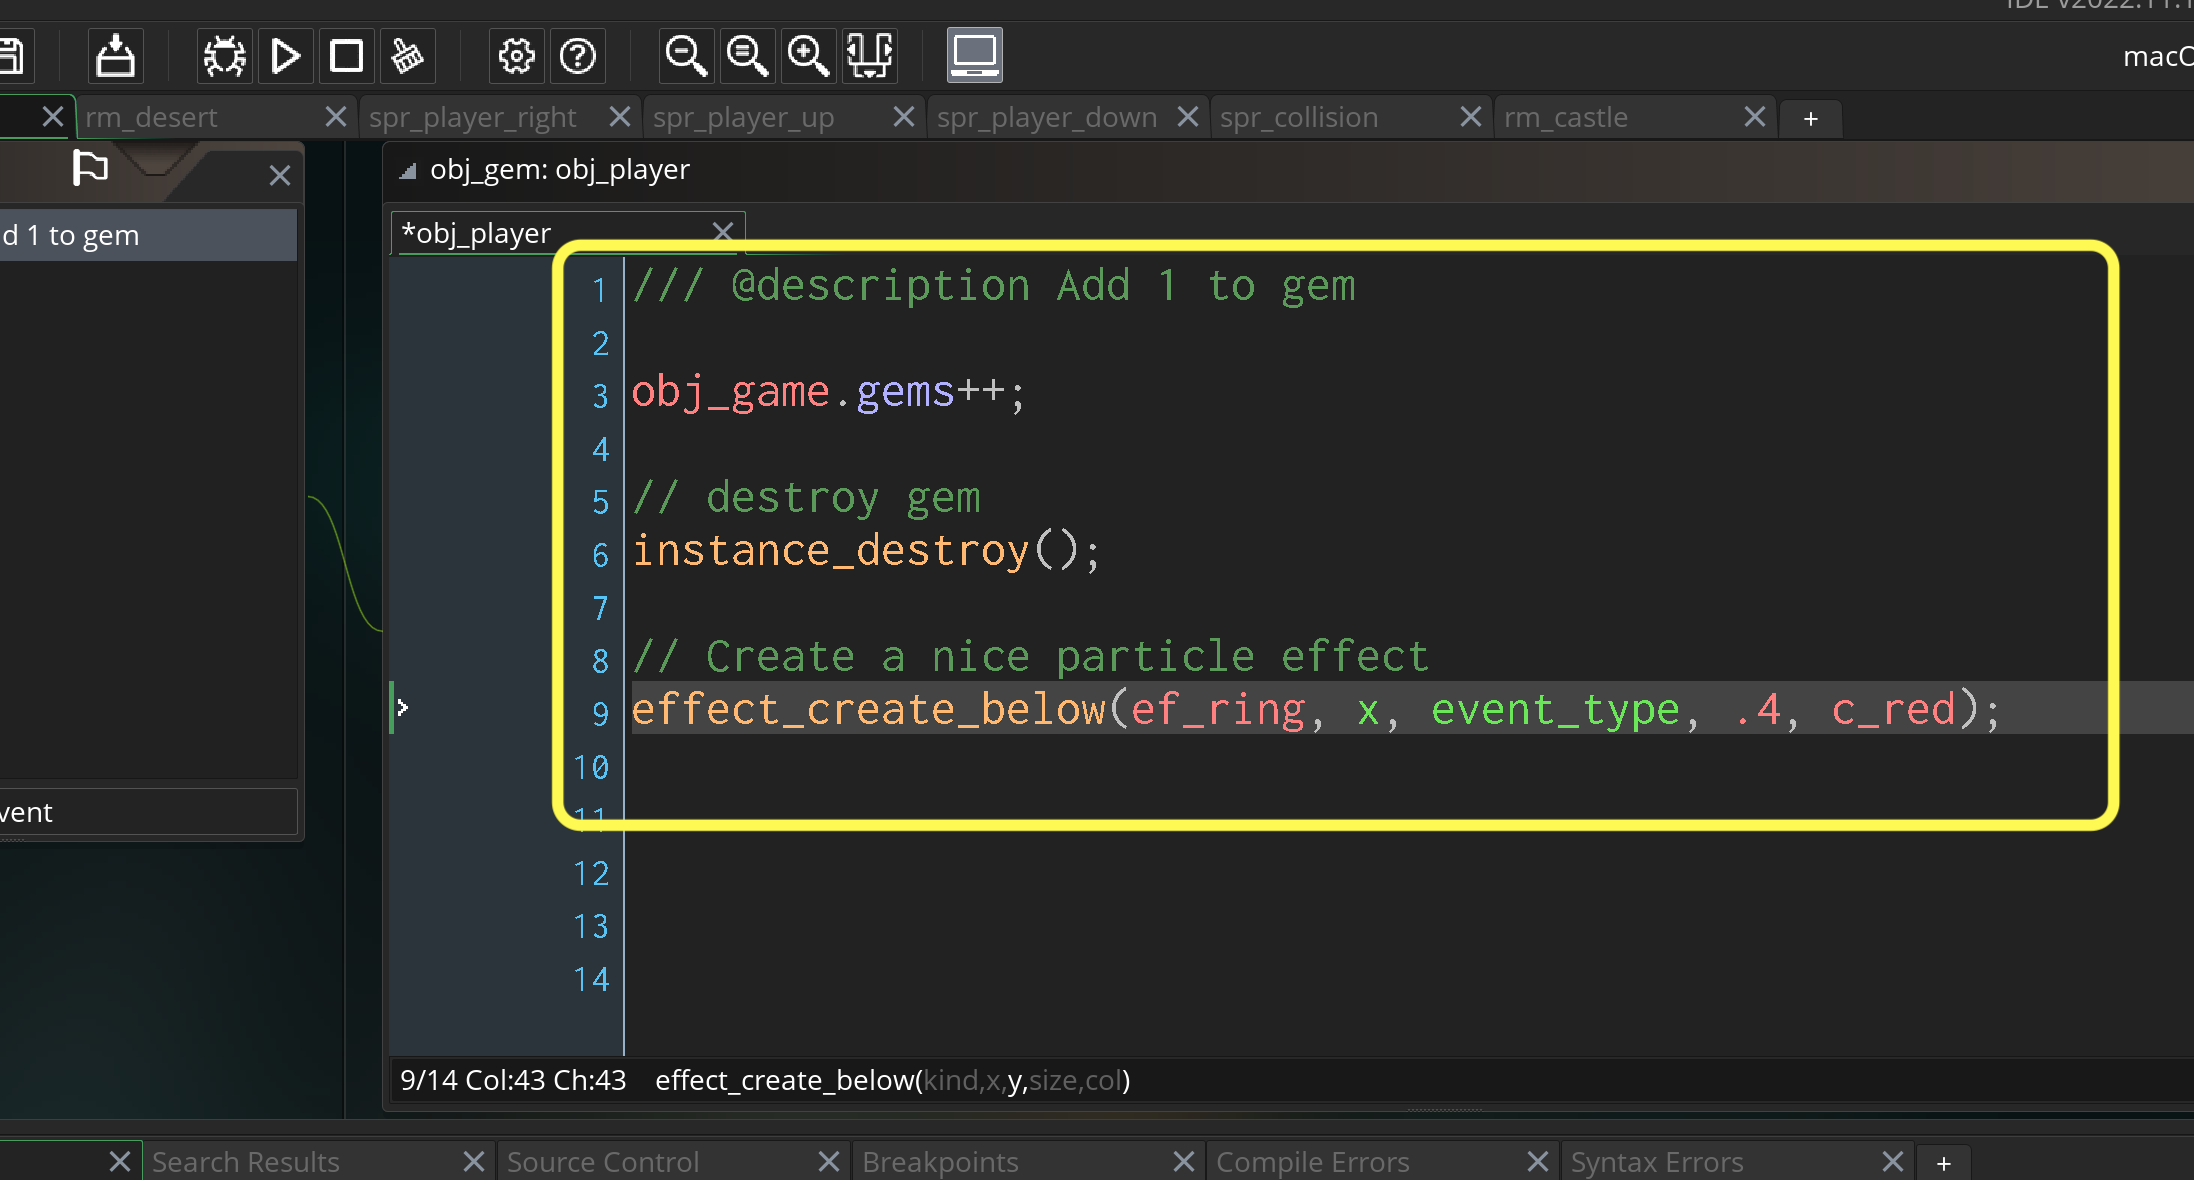 IDE v2022.11.1
macO
rm_desert
spr_player_right
spr_player_up
spr_player_down
spr_collision
rm_castle
+
obj_gem: obj_player
d 1 to gem
*obj_player
1 /// @description Add 1 to gem
2
3 obj_game.gems++;
4
5 // destroy gem
6 instance_destroy();
7
8 // Create a nice particle effect
9 effect_create_below(ef_ring, x, event_type, .4, c_red);
10
11
12
13
14
vent
9/14 Col:43 Ch:43 effect_create_below(kind,x,y,size,col)
Search Results
Source Control
Breakpoints
Compile Errors
Syntax Errors
+